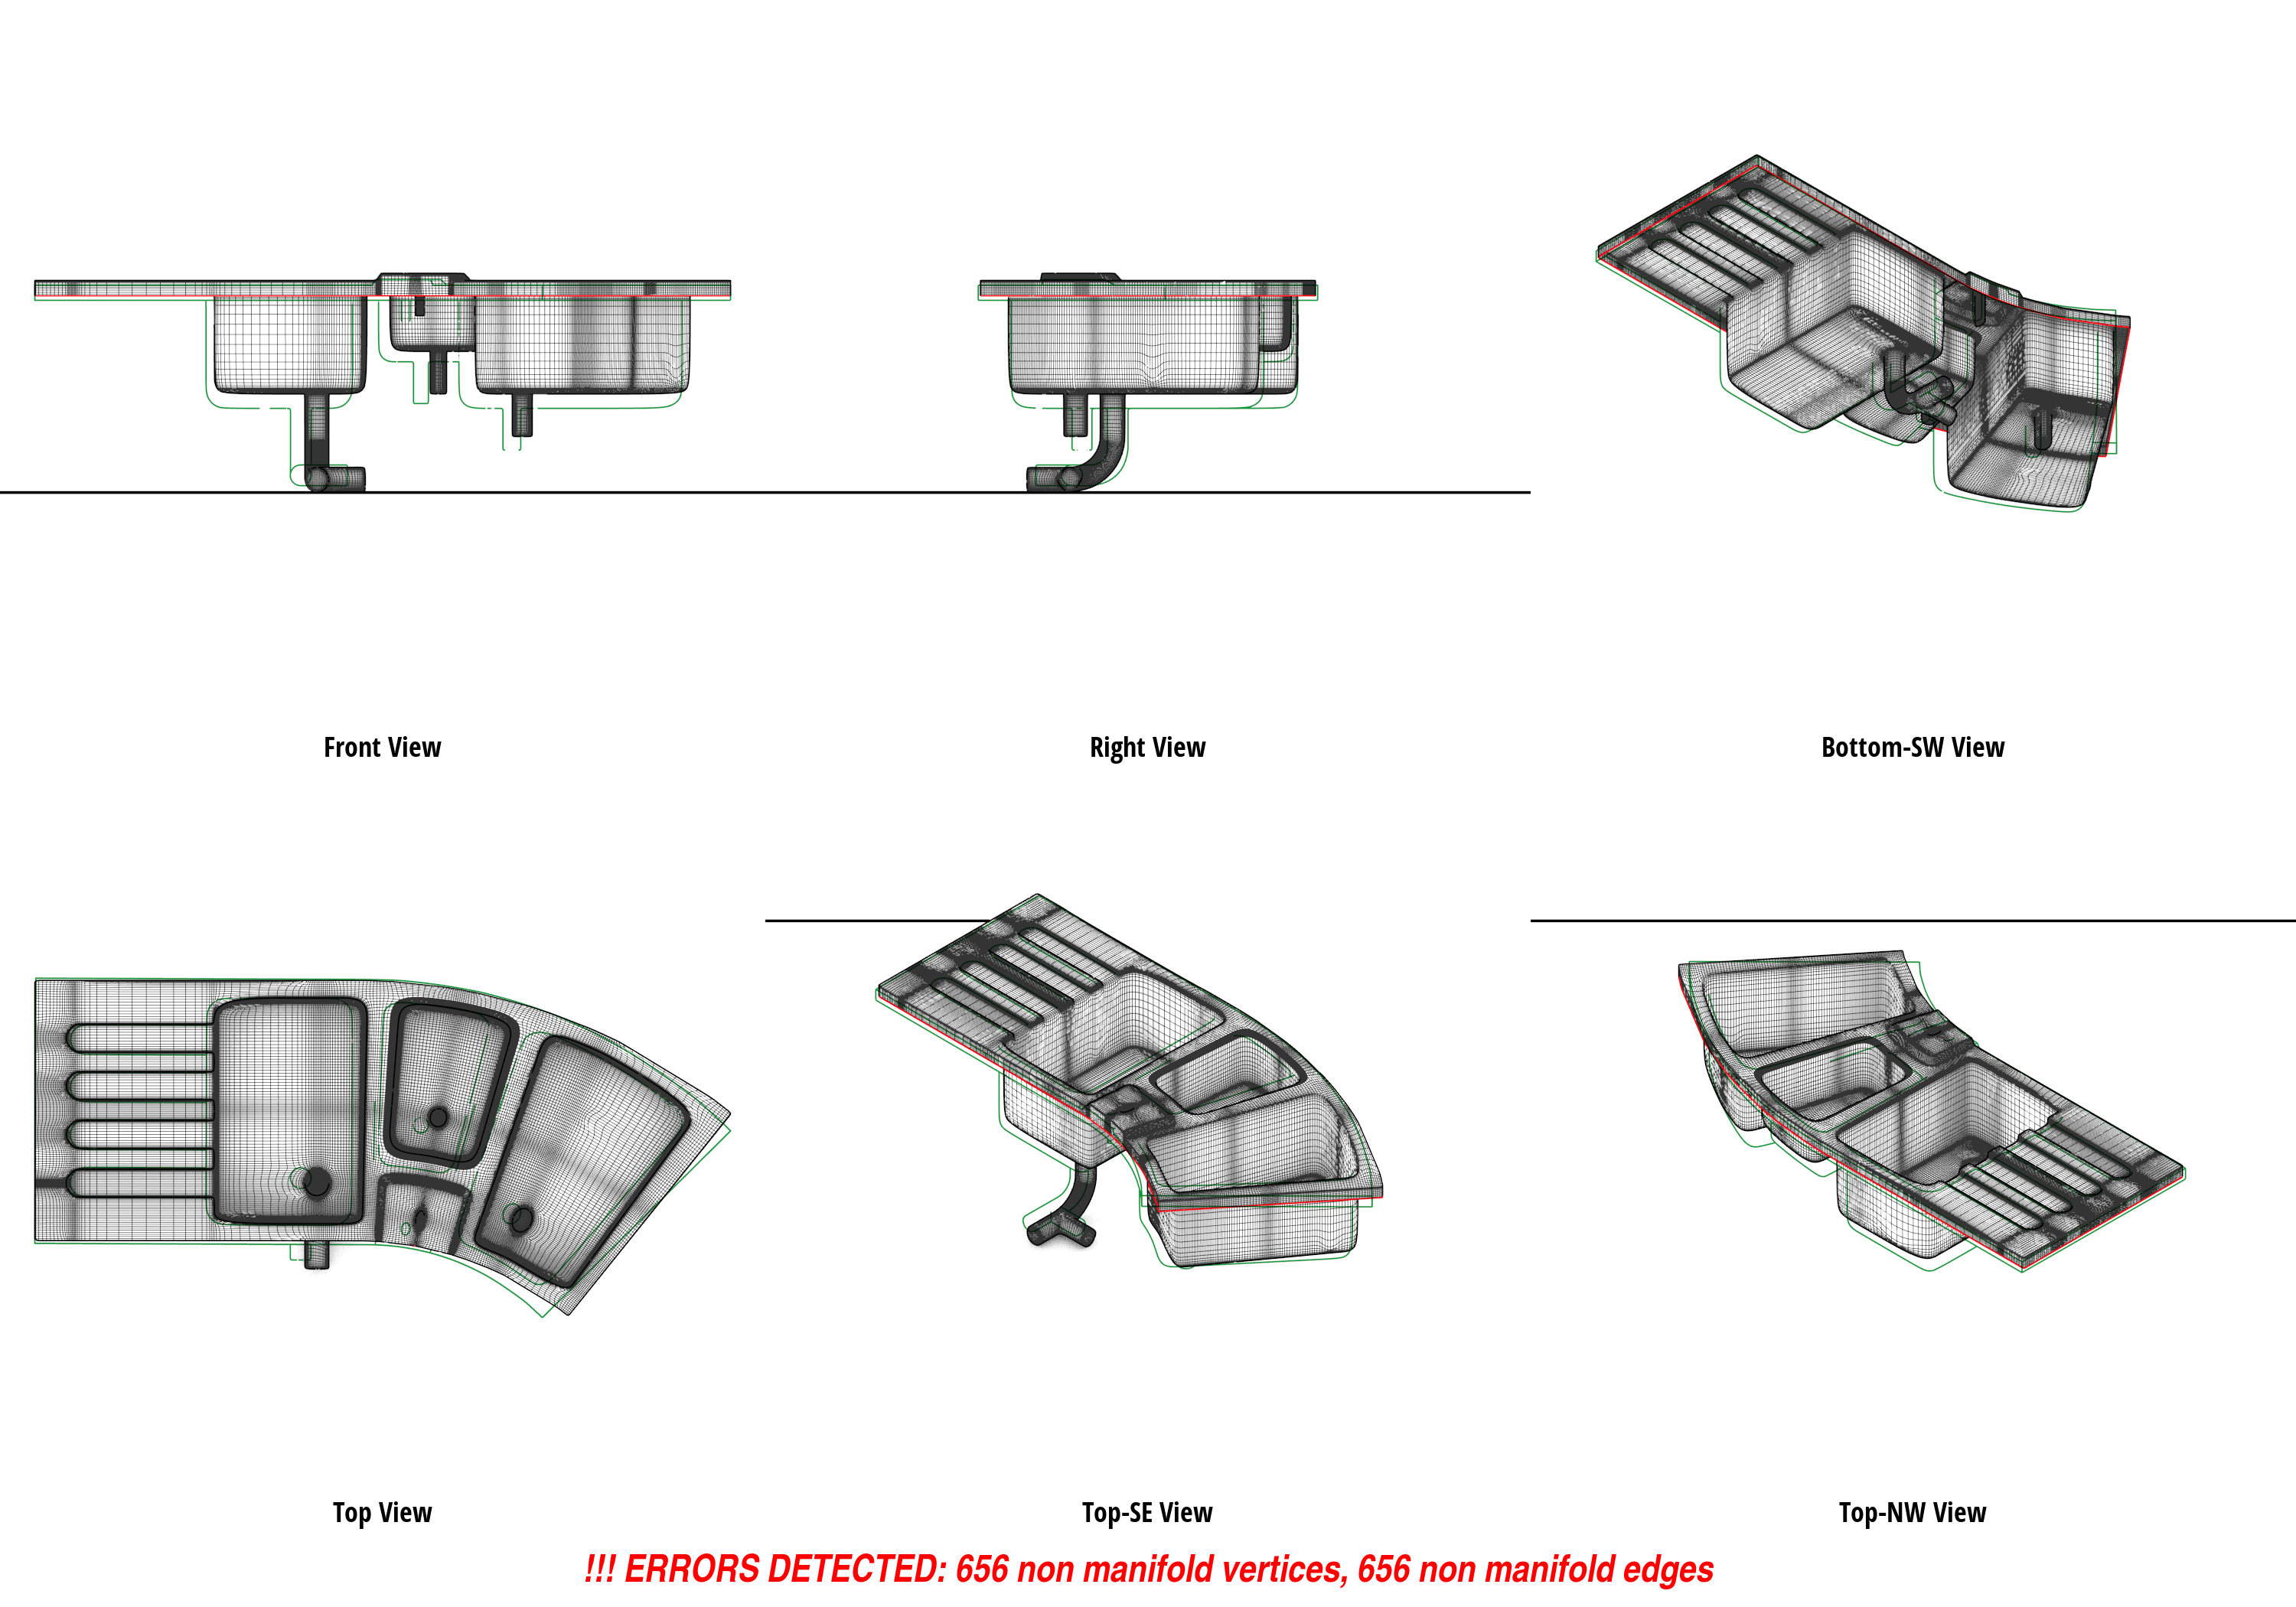 Front View
Right View
Bottom-SW View
Top View
Top-SE View
Top-NW View
!!! ERRORS DETECTED: 656 non manifold vertices, 656 non manifold edges